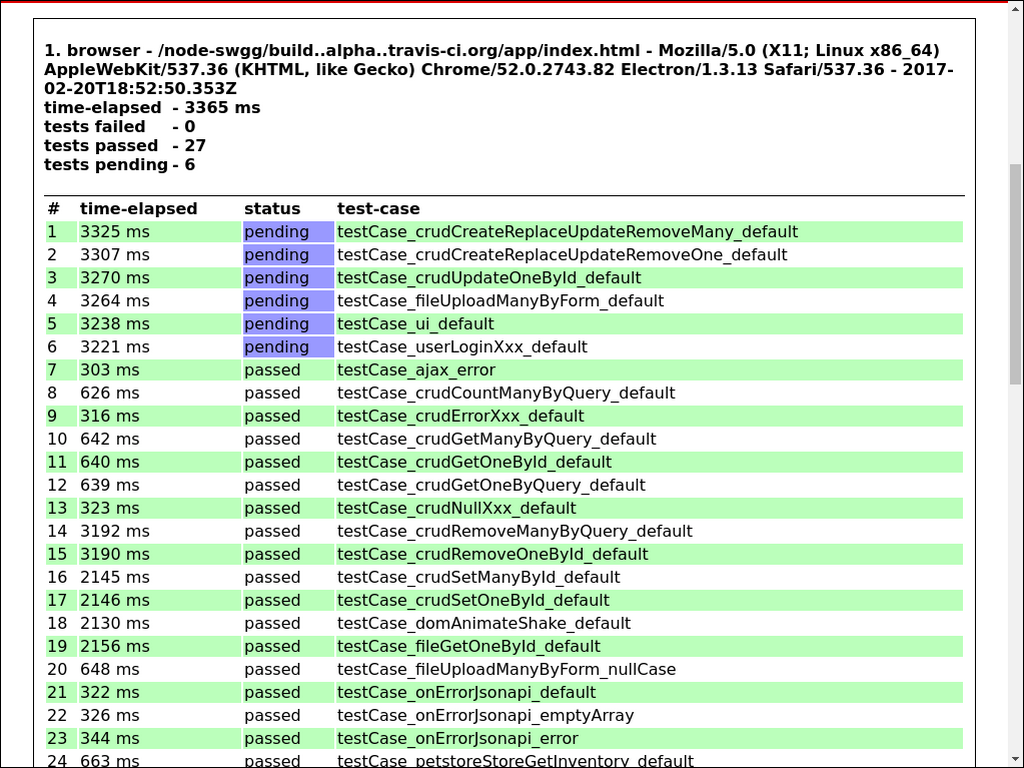 1. browser - /node-swgg/build..alpha..travis-ci.org/app/index.html - Mozilla/5.0 (X11; Linux x86_64)
AppleWebKit/537.36 (KHTML, like Gecko) Chrome/52.0.2743.82 Electron/1.3.13 Safari/537.36 - 2017-
02-20T18:52:50.353Z
time-elapsed - 3365 ms
tests failed - 0
tests passed - 27
tests pending - 6
# time-elapsed status test-case
1 3325 ms pending testCase_crudCreateReplaceUpdateRemoveMany_default
2 3307 ms pending testCase_crudCreateReplaceUpdateRemoveOne_default
3 3270 ms pending testCase_crudUpdateOneById_default
4 3264 ms pending testCase_fileUploadManyByForm_default
5 3238 ms pending testCase_ui_default
6 3221 ms pending testCase_userLoginXxx_default
7 303 ms passed testCase_ajax_error
8 626 ms passed testCase_crudCountManyByQuery_default
9 316 ms passed testCase_crudErrorXxx_default
10 642 ms passed testCase_crudGetManyByQuery_default
11 640 ms passed testCase_crudGetOneById_default
12 639 ms passed testCase_crudGetOneByQuery_default
13 323 ms passed testCase_crudNullXxx_default
14 3192 ms passed testCase_crudRemoveManyByQuery_default
15 3190 ms passed testCase_crudRemoveOneById_default
16 2145 ms passed testCase_crudSetManyById_default
17 2146 ms passed testCase_crudSetOneById_default
18 2130 ms passed testCase_domAnimateShake_default
19 2156 ms passed testCase_fileGetOneById_default
20 648 ms passed testCase_fileUploadManyByForm_nullCase
21 322 ms passed testCase_onErrorJsonapi_default
22 326 ms passed testCase_onErrorJsonapi_emptyArray
23 344 ms passed testCase_onErrorJsonapi_error
24 663 ms passed testCase_petstoreStoreGetInventory_default